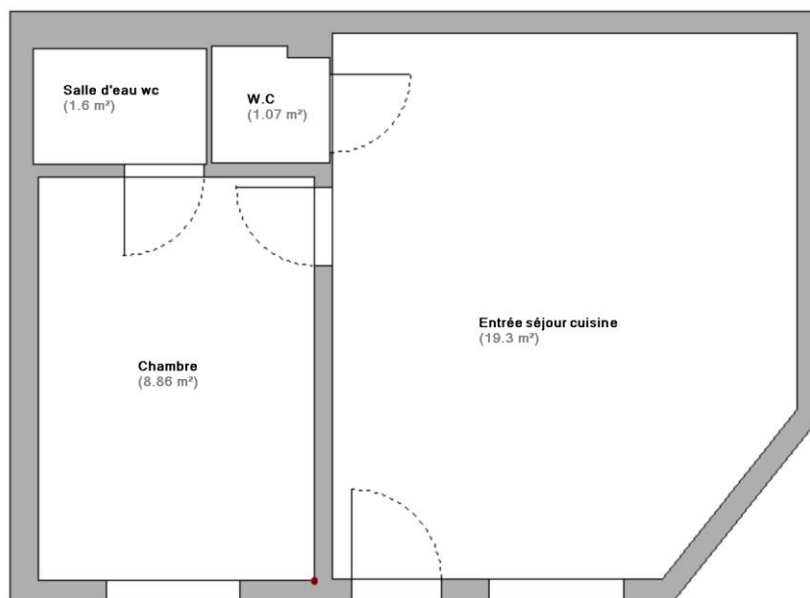 Salle d'eau wc
(1.6 m²)
W.C
(1.07 m²)
Entrée séjour cuisine
(19.3 m²)
Chambre
(8.86 m²)